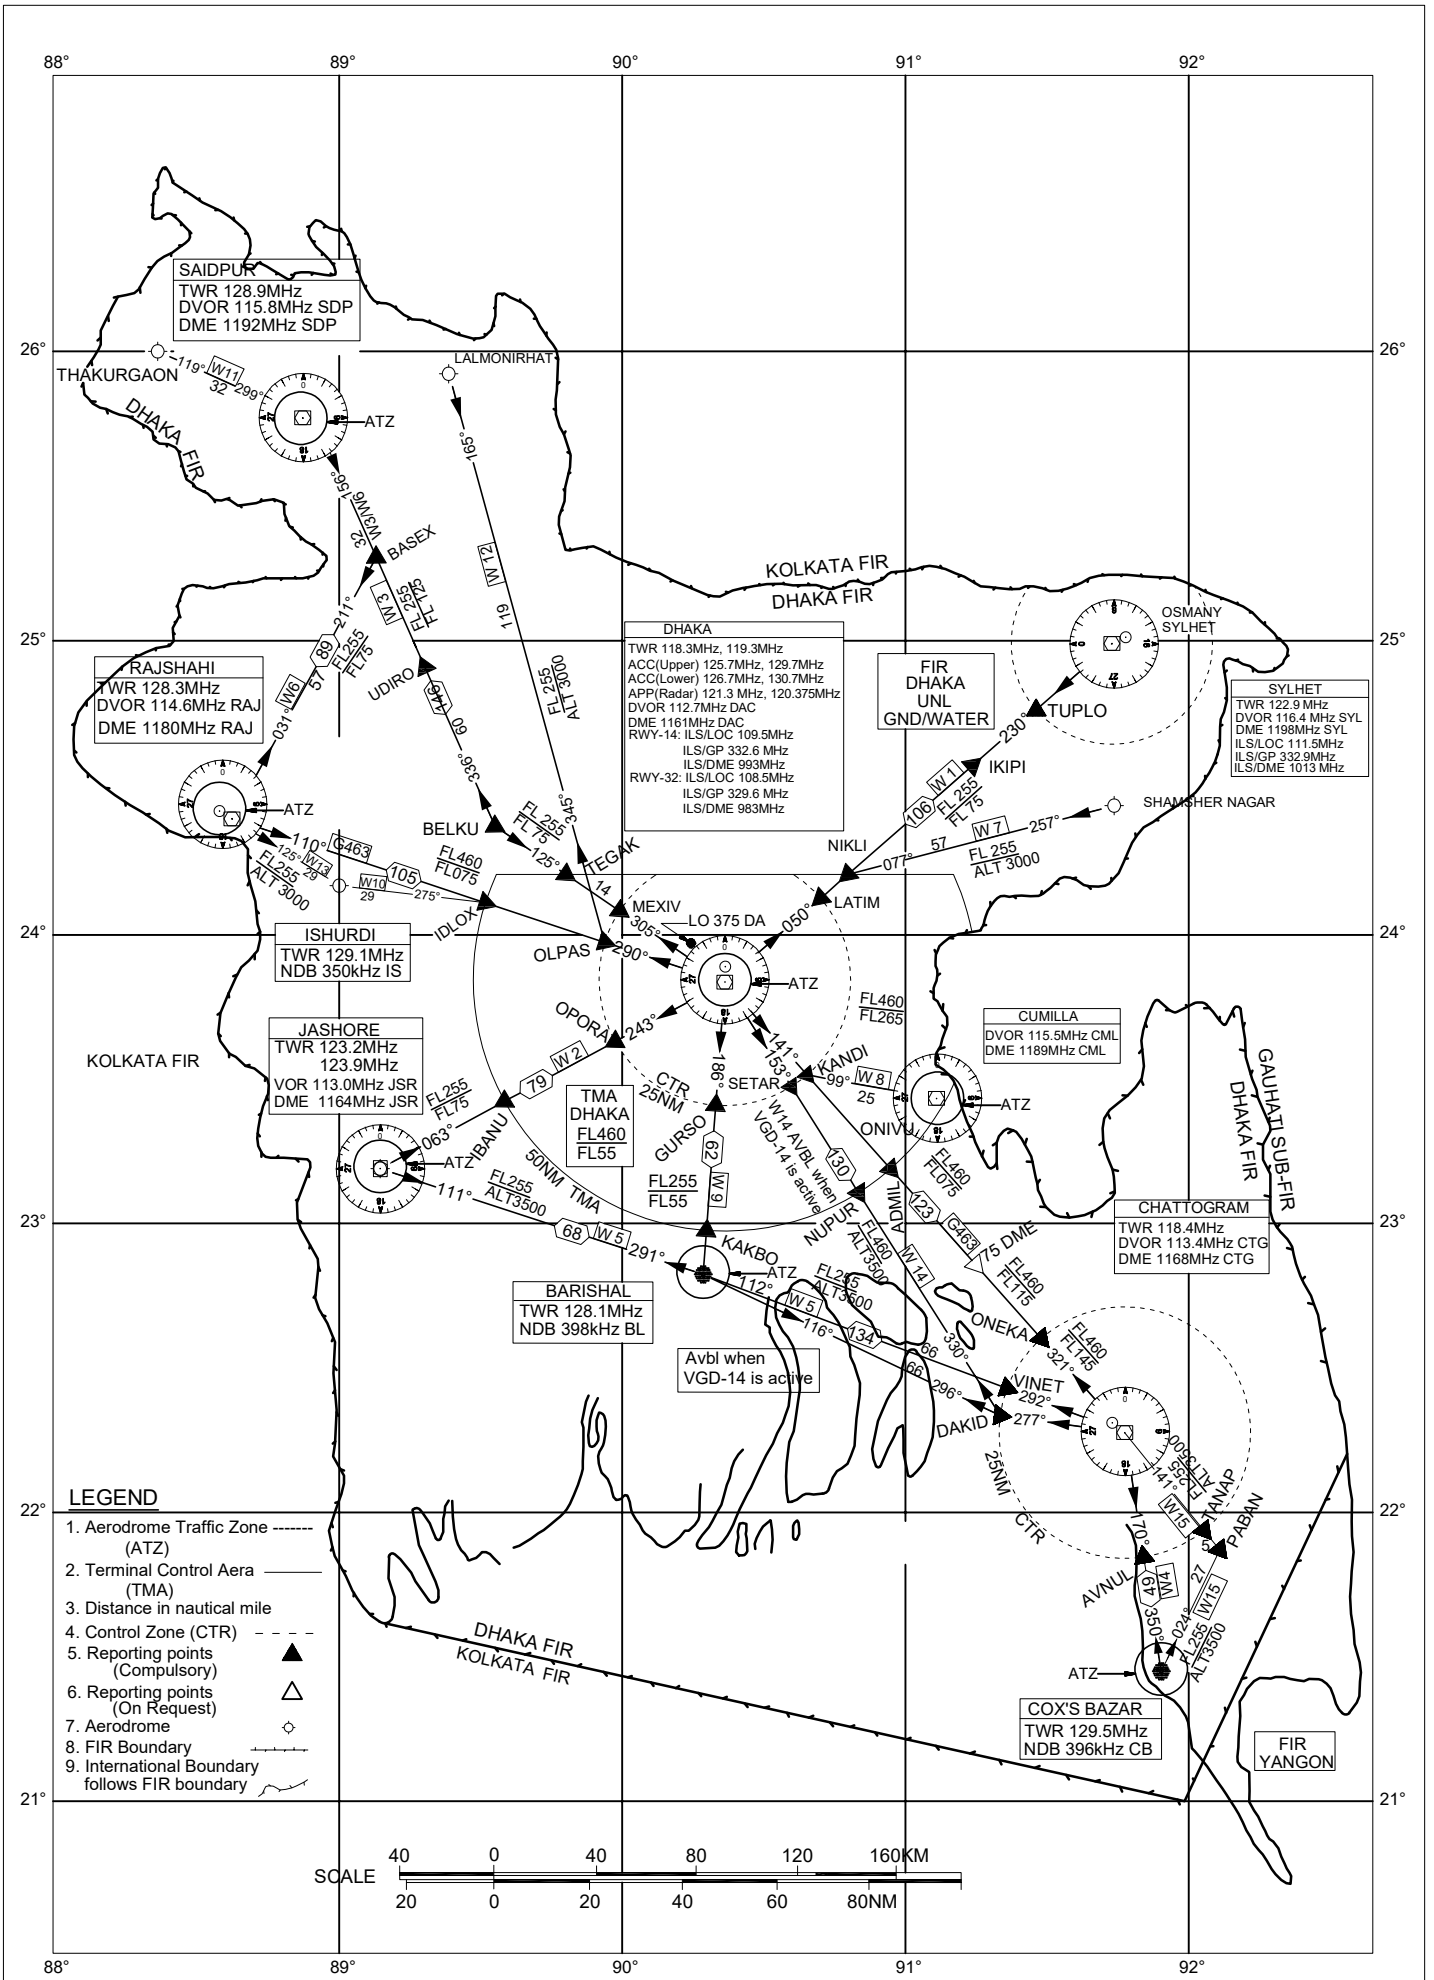 88°
89°
90°
91°
92°
SAIDPUR
TWR 128.9MHz
DVOR 115.8MHz SDP
DME 1192MHz SDP
26°
26°
THAKURGAON
119°
W11
32
299°
LALMONIRHAT
ATZ
DHAKA FIR
165°
156°
W3/W6
32
BASEX
W 12
119
FL 255
ALT 3000
345°
W 3
FL 255
FL 125
KOLKATA FIR
DHAKA FIR
211°
89
FL255
FL75
57
W6
031°
UDIRO
146
60
336°
25°
25°
OSMANY
SYLHET
RAJSHAHI
TWR 128.3MHz
DVOR 114.6MHz RAJ
DME 1180MHz RAJ
DHAKA
TWR 118.3MHz, 119.3MHz
ACC(Upper) 125.7MHz, 129.7MHz
ACC(Lower) 126.7MHz, 130.7MHz
APP(Radar) 121.3 MHz, 120.375MHz
DVOR 112.7MHz DAC
DME 1161MHz DAC
RWY-14: ILS/LOC 109.5MHz
ILS/GP 332.6 MHz
ILS/DME 993MHz
RWY-32: ILS/LOC 108.5MHz
ILS/GP 329.6 MHz
ILS/DME 983MHz
FIR
DHAKA
UNL
GND/WATER
SYLHET
TWR 122.9 MHz
DVOR 116.4 MHz SYL
DME 1198MHz SYL
ILS/LOC 111.5MHz
ILS/GP 332.9MHz
ILS/DME 1013 MHz
TUPLO
230°
IKIPI
W 1
106
FL 255
FL 75
SHAMSHER NAGAR
257°
W 7
57
077°
FL 255
ALT 3000
NIKLI
LATIM
050°
ATZ
BELKU
FL 255
FL 75
125°
TEGAK
14
MEXIV
305°
LO 375 DA
110°
G463
105
FL460
FL075
125°
W13
29
FL255
ALT 3000
W10
29
275°
IDLOX
24°
24°
OLPAS
290°
ATZ
ISHURDI
TWR 129.1MHz
NDB 350kHz IS
JASHORE
TWR 123.2MHz
123.9MHz
VOR 113.0MHz JSR
DME 1164MHz JSR
KOLKATA FIR
OPORA
243°
W 2
79
FL255
FL75
063°
IBANU
ATZ
CTR
25NM
TMA
DHAKA
FL460
FL55
50NM TMA
186°
GURSO
62
W 9
FL255
FL55
141°
153°
SETAR
KANDI
99°
W 8
25
FL460
FL265
CUMILLA
DVOR 115.5MHz CML
DME 1189MHz CML
ATZ
ONIVU
FL460
FL075
W14 AVBL when
VGD-14 is active
130
NUPUR
ADMIL
123
G463
75 DME
FL460
ALT3500
W 14
FL460
FL115
GAUHATI SUB-FIR
DHAKA FIR
CHATTOGRAM
TWR 118.4MHz
DVOR 113.4MHz CTG
DME 1168MHz CTG
111°
FL255
ALT3500
68
W 5
291°
23°
23°
KAKBO
ATZ
BARISHAL
TWR 128.1MHz
NDB 398kHz BL
112°
W 5
116°
FL255
ALT3500
134
66
66
296°
330°
Avbl when
VGD-14 is active
ONEKA
FL460
FL145
321°
VINET
292°
DAKID
277°
25NM
CTR
141°
FL255
ALT3500
W15
TANAP
5
PABAN
170°
AVNUL
49
W4
350°
27
W15
024°
FL255
ALT3500
ATZ
COX'S BAZAR
TWR 129.5MHz
NDB 396kHz CB
FIR
YANGON
22°
22°
LEGEND
1. Aerodrome Traffic Zone
(ATZ)
2. Terminal Control Aera
(TMA)
3. Distance in nautical mile
4. Control Zone (CTR)
5. Reporting points
(Compulsory)
6. Reporting points
(On Request)
7. Aerodrome
8. FIR Boundary
9. International Boundary
follows FIR boundary
DHAKA FIR
KOLKATA FIR
21°
21°
SCALE
40 0 40 80 120 160KM
20 0 20 40 60 80NM
88°
89°
90°
91°
92°